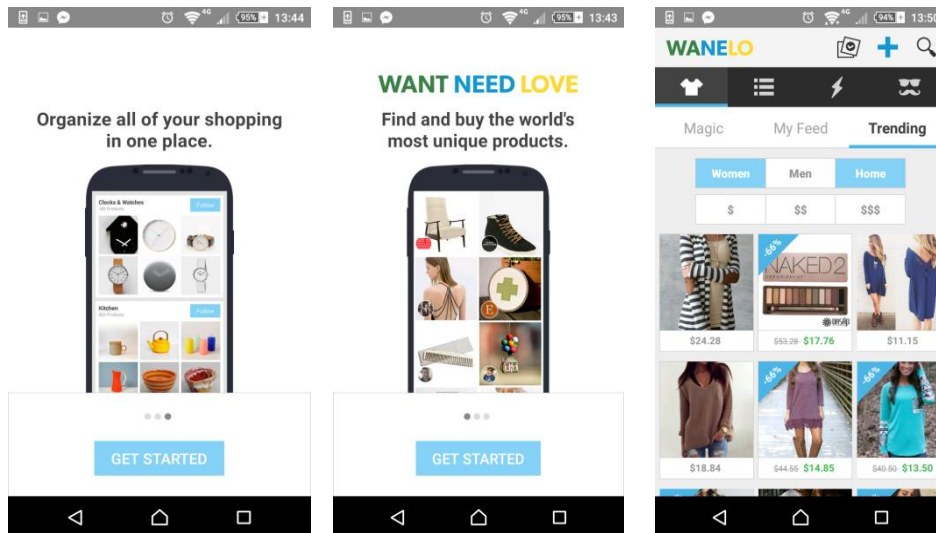 4G 95% 13:44
Organize all of your shopping
in one place.
Clocks & Watches
Follow
Kitchen
Follow
GET STARTED
4G 95% 13:43
WANT NEED LOVE
Find and buy the world's
most unique products.
E
GET STARTED
4G 94% 13:50
WANELO
Magic My Feed Trending
Women Men Home
$ $$ $$$
-66%
NAKED2
$24.28 $53.28 $17.76 $11.15
-66% -66%
$18.84 $44.55 $14.85 $40.50 $13.50